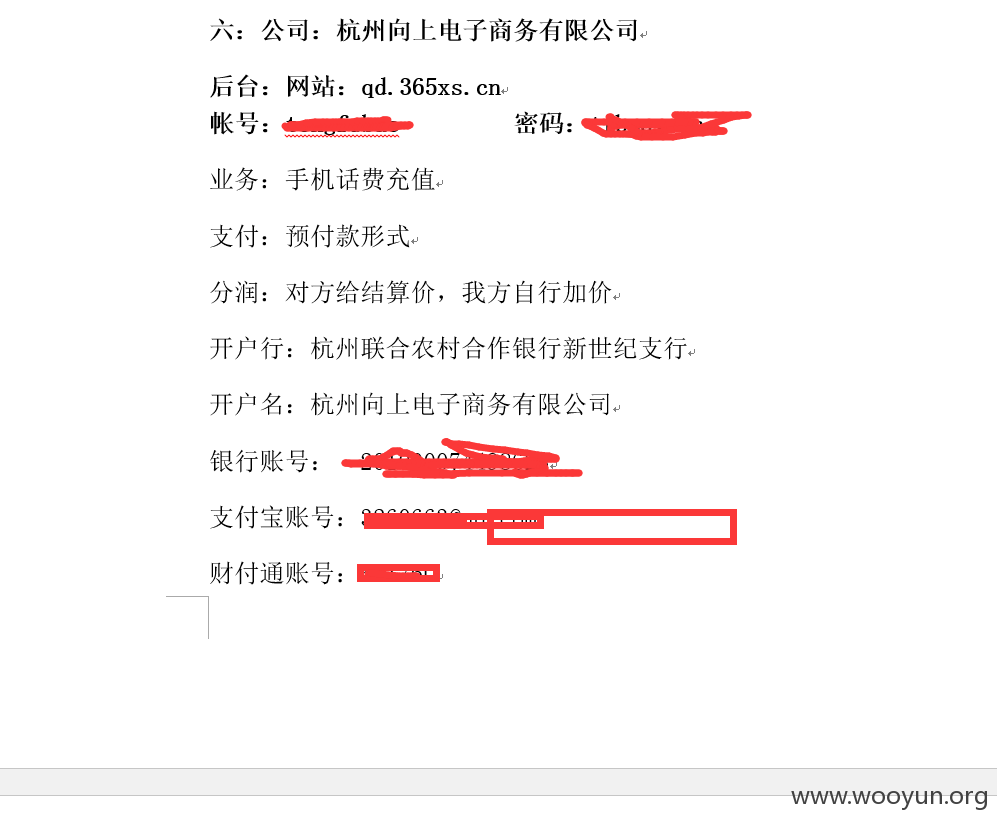 六：公司：杭州向上电子商务有限公司
后台：网站：qd.365xs.cn
帐号： 密码：
业务：手机话费充值
支付：预付款形式
分润：对方给结算价，我方自行加价
开户行：杭州联合农村合作银行新世纪支行
开户名：杭州向上电子商务有限公司
银行账号：
支付宝账号：
财付通账号：
www.wooyun.org